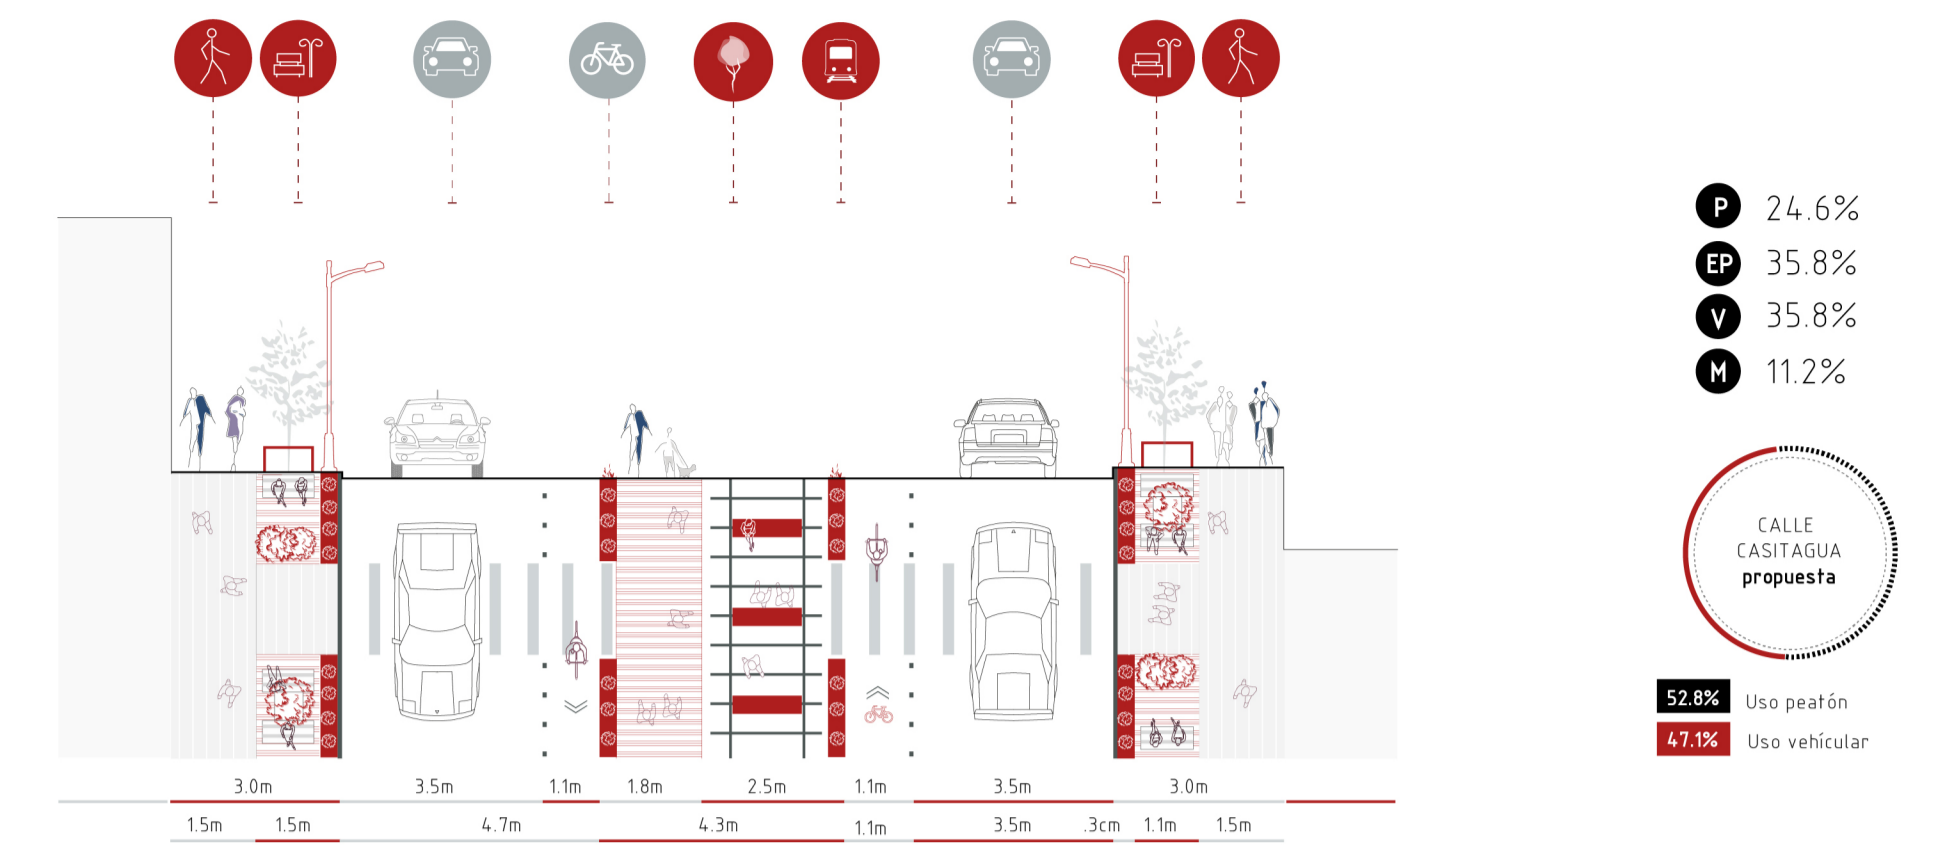 P 24.6%
EP 35.8%
V 35.8%
M 11.2%
CALLE
CASITAGUA
propuesta
52.8% Uso peatón
47.1% Uso vehícular
3.0m 3.5m 1.1m 1.8m 2.5m 1.1m 3.5m 3.0m
1.5m 1.5m 4.7m 4.3m 1.1m 3.5m .3cm 1.1m 1.5m